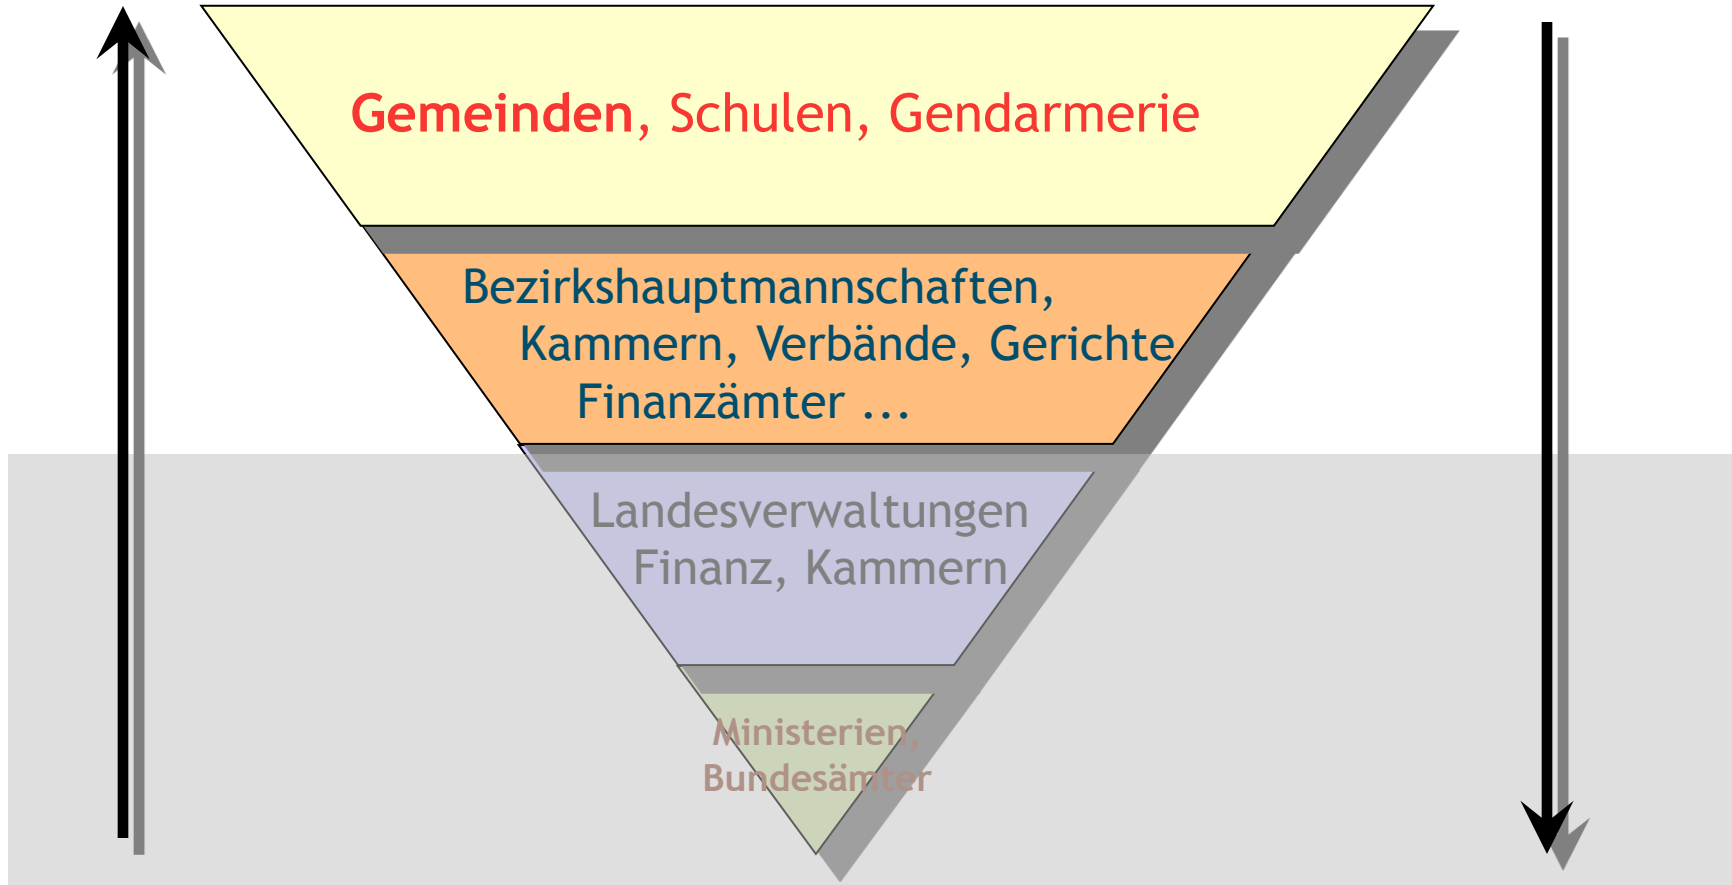 Gemeinden, Schulen, Gendarmerie
Bezirkshauptmannschaften,
Kammern, Verbände, Gerichte
Finanzämter ...
Landesverwaltungen
Finanz, Kammern
Ministerien,
Bundesämter